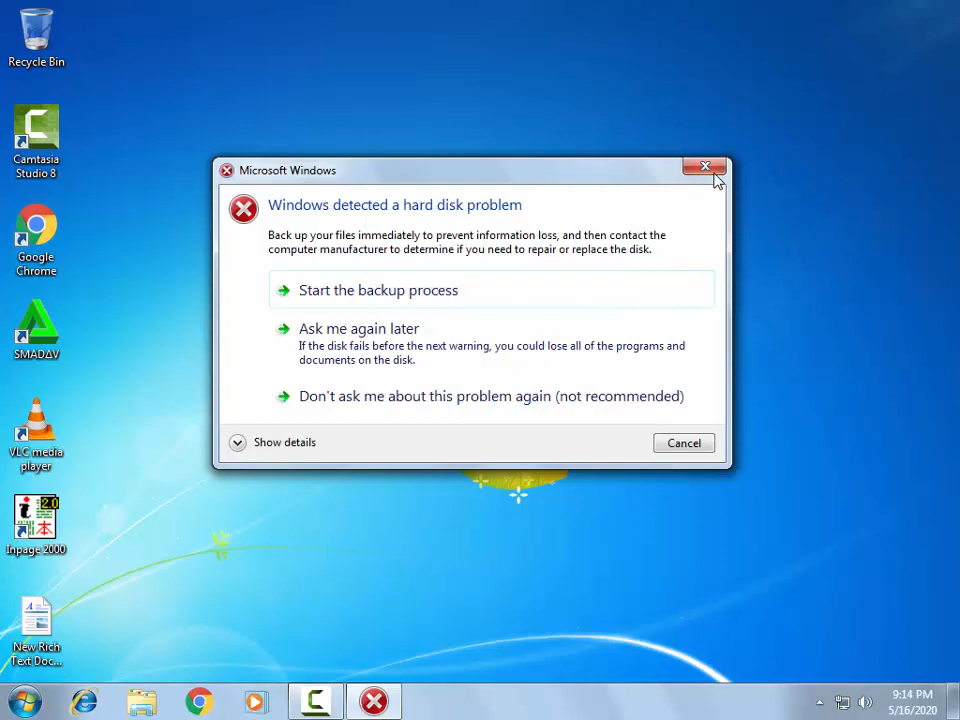 Recycle Bin
Camtasia
Studio 8
Google
Chrome
SMADΔV
VLC media
player
2.0
Inpage 2000
New Rich
Text Doc...
Microsoft Windows
Windows detected a hard disk problem
Back up your files immediately to prevent information loss, and then contact the
computer manufacturer to determine if you need to repair or replace the disk.
Start the backup process
Ask me again later
If the disk fails before the next warning, you could lose all of the programs and
documents on the disk.
Don't ask me about this problem again (not recommended)
Show details
Cancel
9:14 PM
5/16/2020